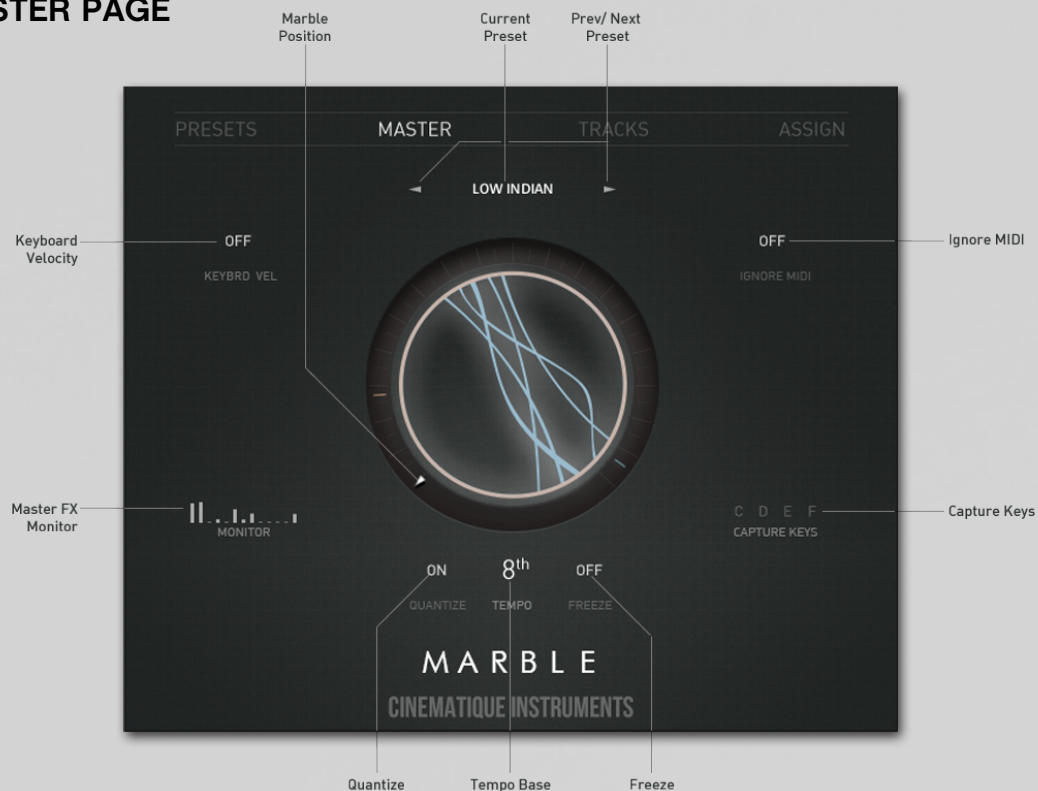 STER PAGE
Marble
Position
Current
Preset
Prev/ Next
Preset
PRESETS MASTER TRACKS ASSIGN
LOW INDIAN
Keyboard
Velocity
OFF
KEYBRD VEL
OFF
IGNORE MIDI
Ignore MIDI
Master FX
Monitor
MONITOR
C D E F
CAPTURE KEYS
Capture Keys
ON 8th OFF
QUANTIZE TEMPO FREEZE
MARBLE
CINEMATIQUE INSTRUMENTS
Quantize Tempo Base Freeze